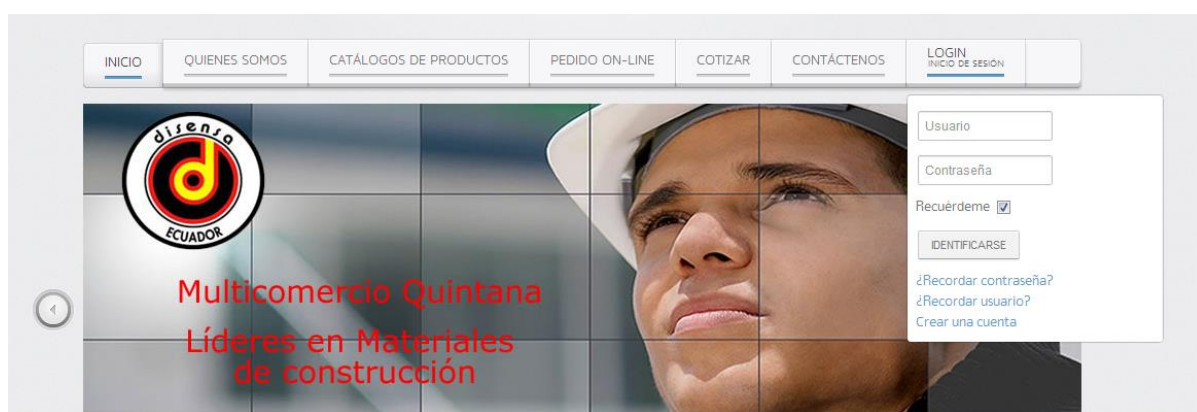 INICIO
QUIENES SOMOS
CATÁLOGOS DE PRODUCTOS
PEDIDO ON-LINE
COTIZAR
CONTÁCTENOS
LOGIN
INICIO DE SESIÓN
disensa
ECUADOR
Multicomercio Quintana
Líderes en Materiales
de construcción
Usuario
Contraseña
Recuérdeme
IDENTIFICARSE
¿Recordar contraseña?
¿Recordar usuario?
Crear una cuenta